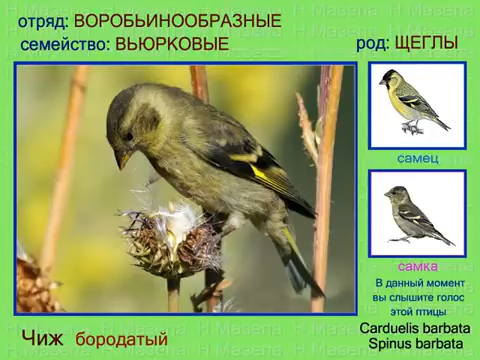 отряд: ВОРОБЬИНООБРАЗНЫЕ
семейство: ВЬЮРКОВЫЕ
род: ЩЕГЛЫ
самец
самка
В данный момент
вы слышите голос
этой птицы
Чиж бородатый
Carduelis barbata
Spinus barbata
Н Мазепа